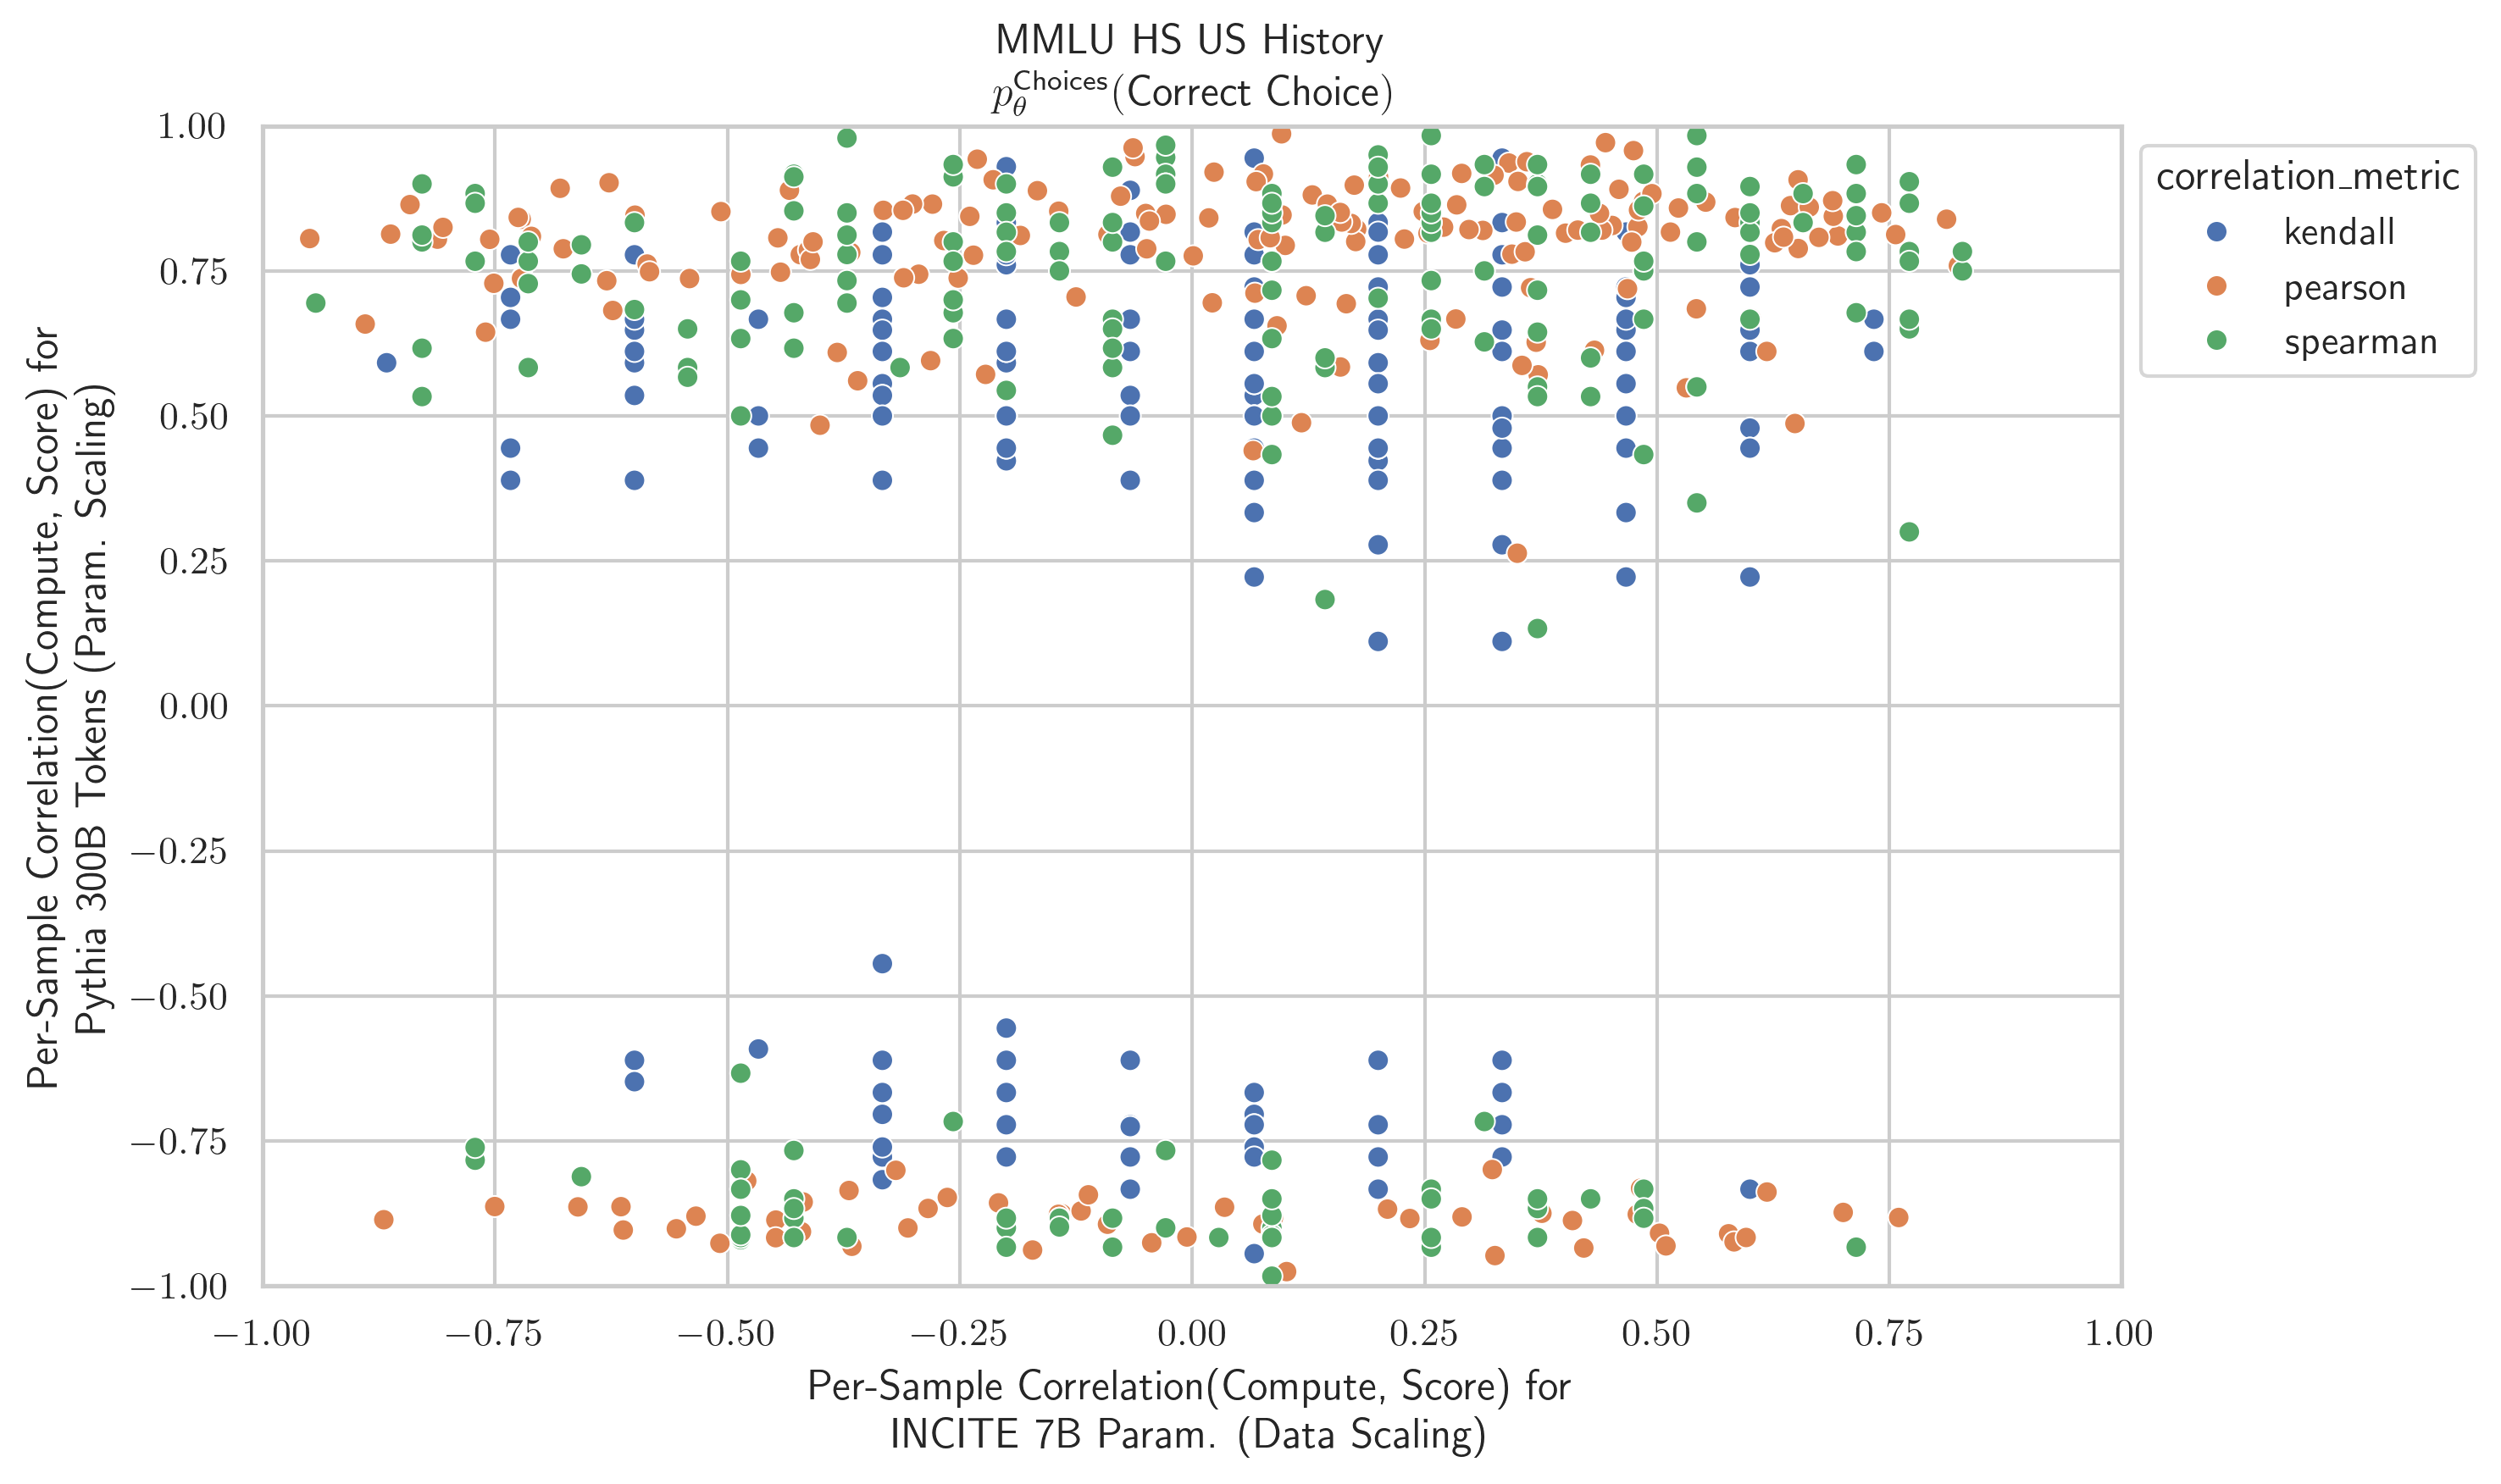 MMLU HS US History
p_θ^Choices(Correct Choice)
Per-Sample Correlation(Compute, Score) for
Pythia 300B Tokens (Param. Scaling)
1.00
0.75
0.50
0.25
0.00
−0.25
−0.50
−0.75
−1.00
−1.00 −0.75 −0.50 −0.25 0.00 0.25 0.50 0.75 1.00
Per-Sample Correlation(Compute, Score) for
INCITE 7B Param. (Data Scaling)
correlation_metric
kendall
pearson
spearman